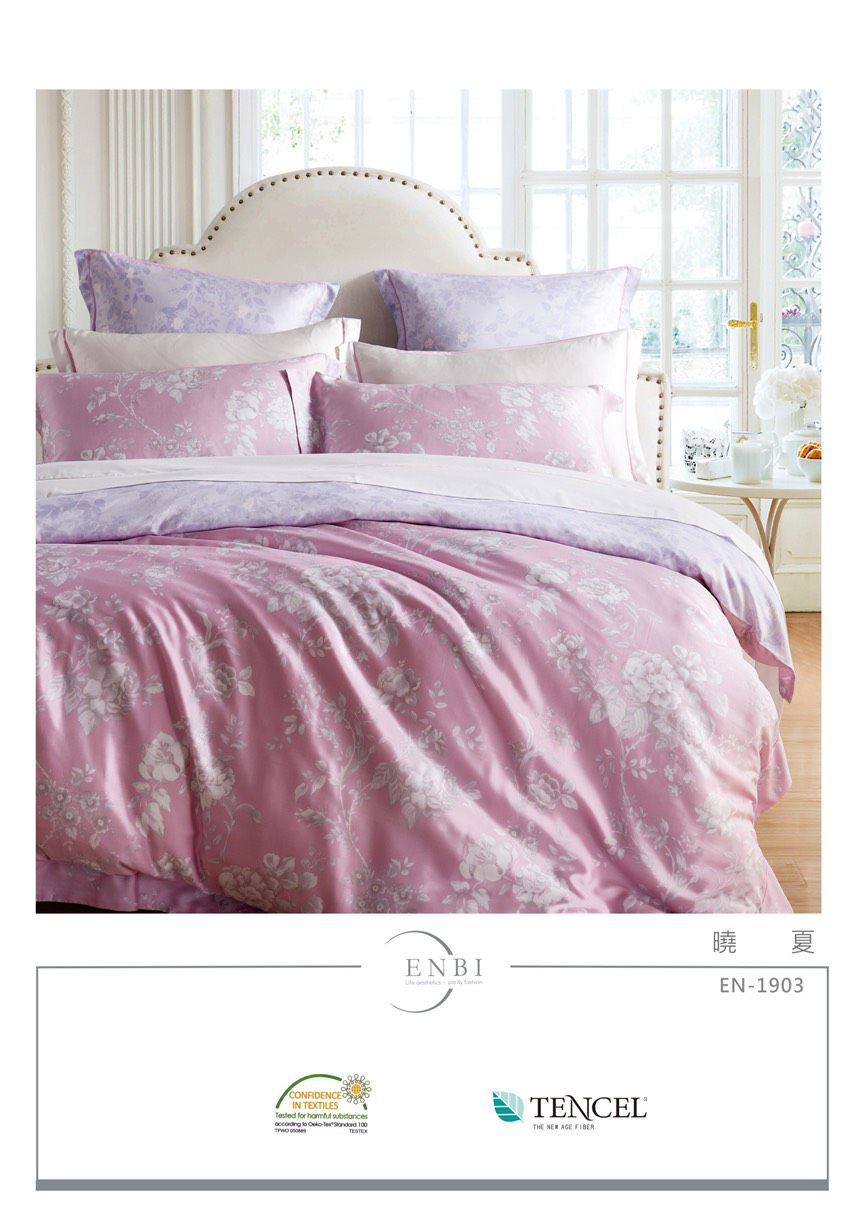 曉 夏
ENBI
Life aesthetics
purity fashion
EN-1903
CONFIDENCE
IN TEXTILES
Tested for harmful substances
according to Oeko-Tex® Standard 100
TPWO 050889 TESTEX
TENCEL®
THE NEW AGE FIBER